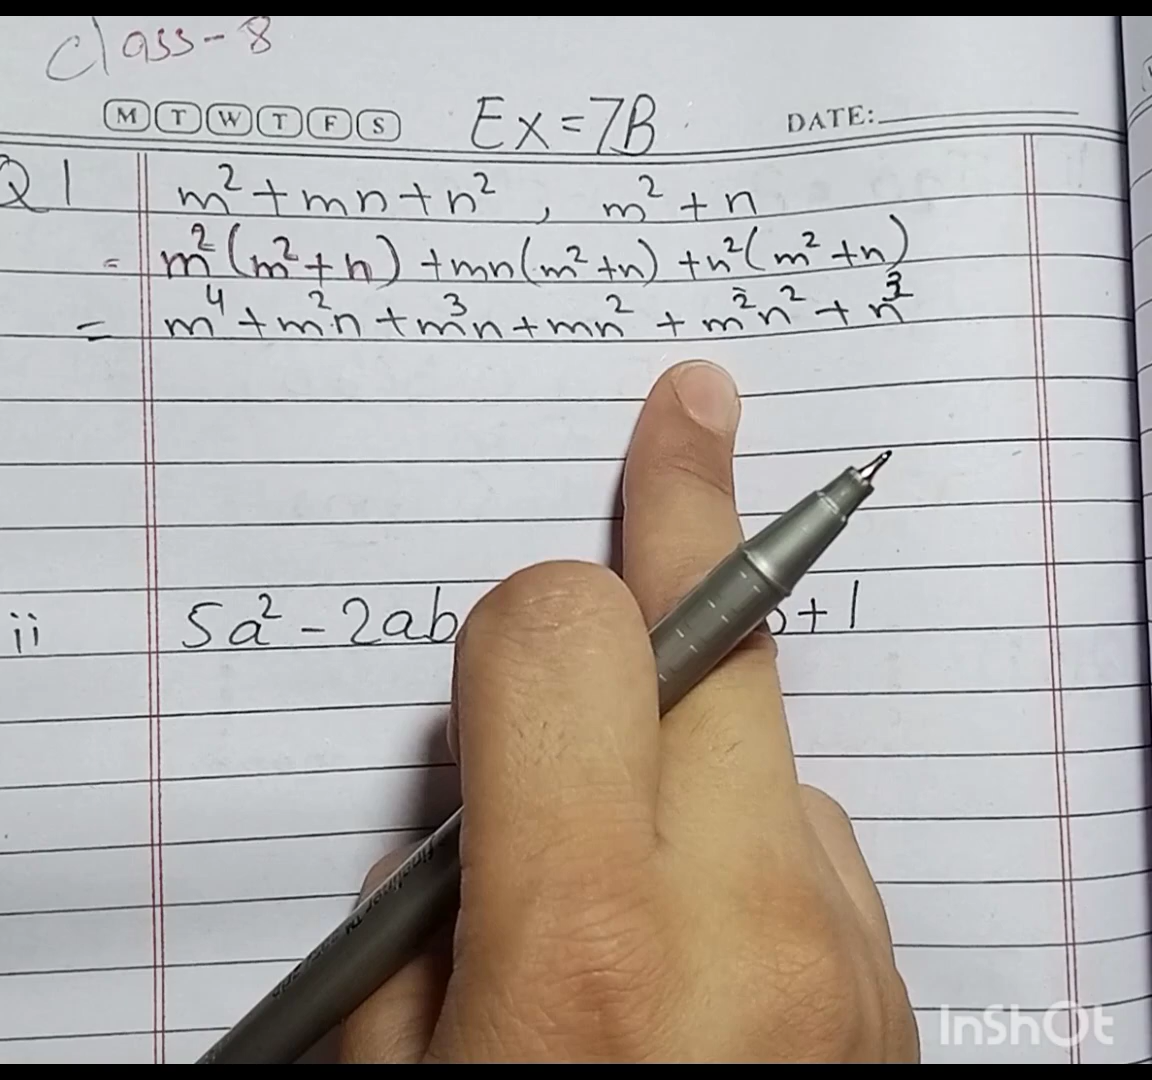 Class-8
M T W T F S Ex=7B DATE:
Q1 m²+mn+n², m²+n
= m²(m²+n)+mn(m²+n)+n²(m²+n)
= m⁴+m²n+m³n+mn²+m²n²+n³
ii 5a²-2ab +1
InShOt